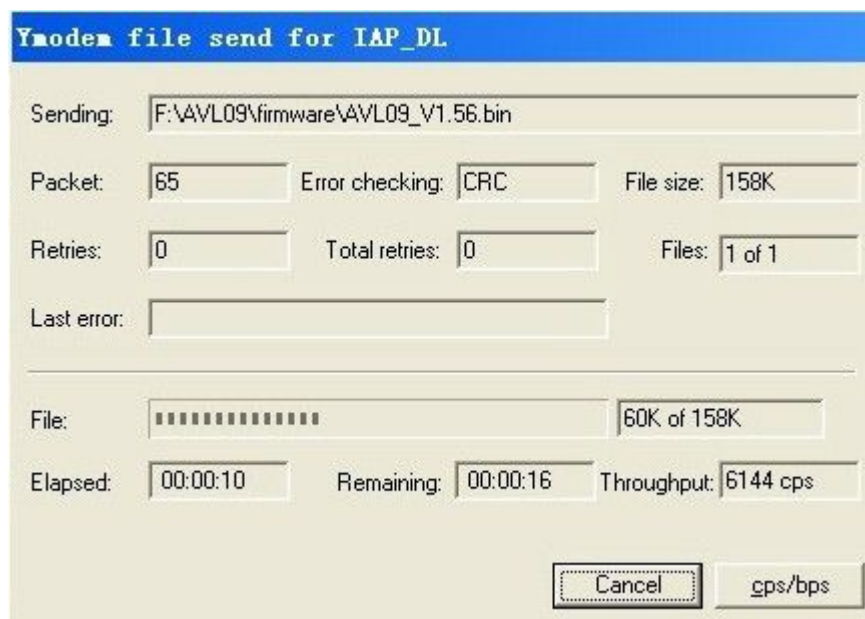 Ymodem file send for IAP_DL
Sending: F:\AVL09\firmware\AVL09_V1.56.bin
Packet: 65 Error checking: CRC File size: 158K
Retries: 0 Total retries: 0 Files: 1 of 1
Last error:
File: 60K of 158K
Elapsed: 00:00:10 Remaining: 00:00:16 Throughput: 6144 cps
Cancel cps/bps